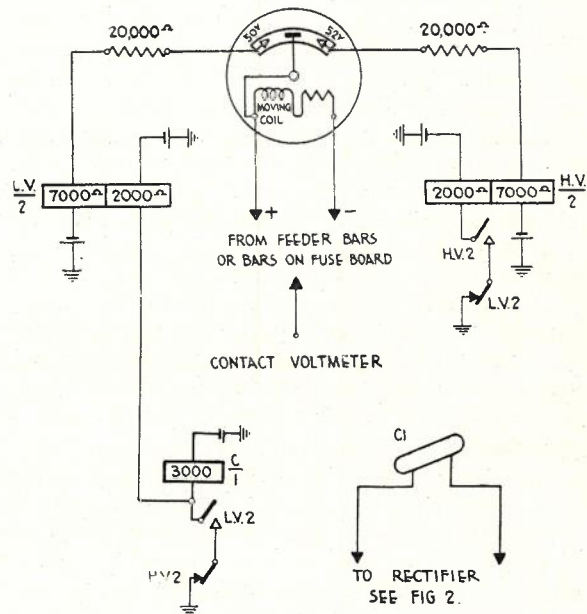 20,000Ω
50V
52V
20,000Ω
MOVING
COIL
L.V.
2
7000Ω
2000Ω
+
-
2000Ω
7000Ω
H.V.
2
FROM FEEDER BARS
OR BARS ON FUSE BOARD
H.V.2
L.V.2
CONTACT VOLTMETER
3000
C
1
L.V.2
H.V.2
C1
TO RECTIFIER
SEE FIG 2.